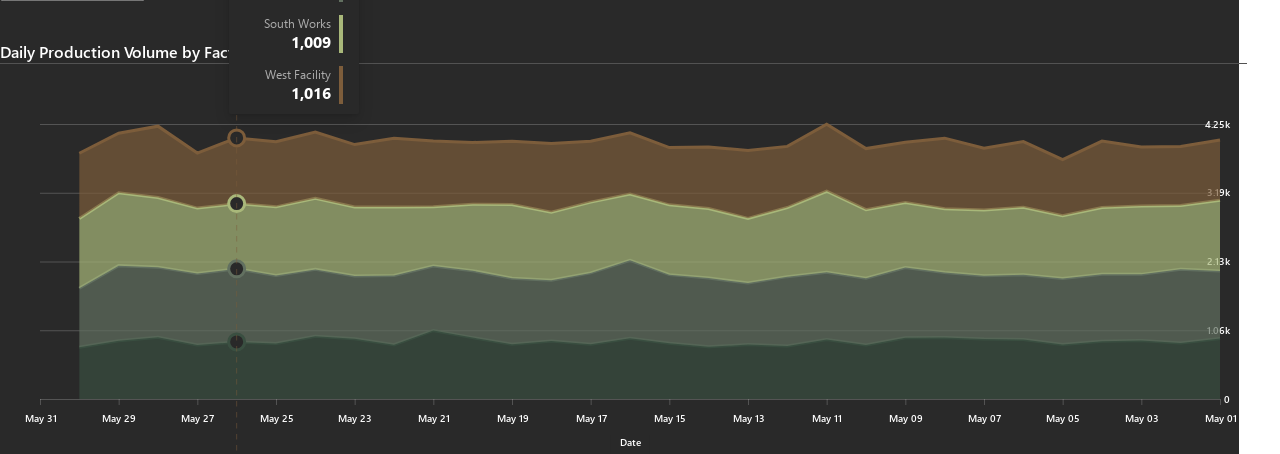 South Works
1,009
Daily Production Volume by Fac
West Facility
1,016
4.25k
3.19k
2.13k
1.06k
0
May 31 May 29 May 27 May 25 May 23 May 21 May 19 May 17 May 15 May 13 May 11 May 09 May 07 May 05 May 03 May 01
Date